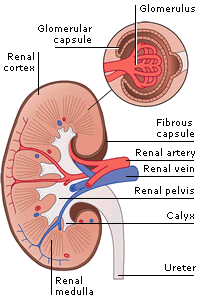 Glomerulus
Glomerular
capsule
Renal
cortex
Fibrous
capsule
Renal artery
Renal vein
Renal pelvis
Calyx
Ureter
Renal
medulla